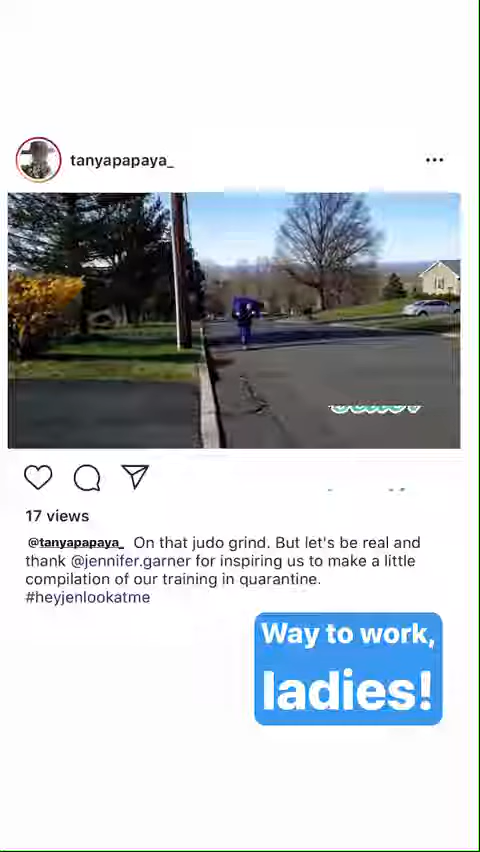 tanyapapaya_
17 views
@tanyapapaya_ On that judo grind. But let's be real and
thank @jennifer.garner for inspiring us to make a little
compilation of our training in quarantine.
#heyjenlookatme
Way to work,
ladies!